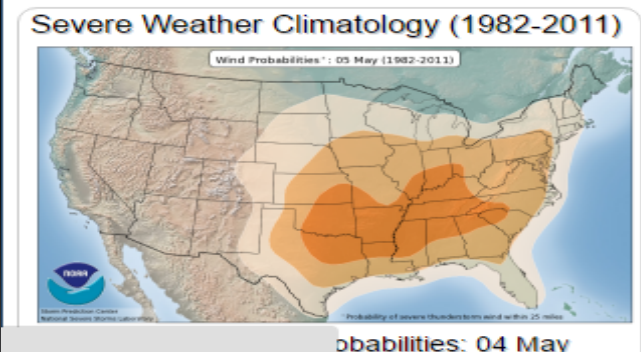 Severe Weather Climatology (1982-2011)
Wind Probabilities*: 05 May (1982-2011)
NOAA
Storm Prediction Center
National Severe Storms Laboratory
*Probability of severe thunderstorm wind within 25 miles
obabilities: 04 May